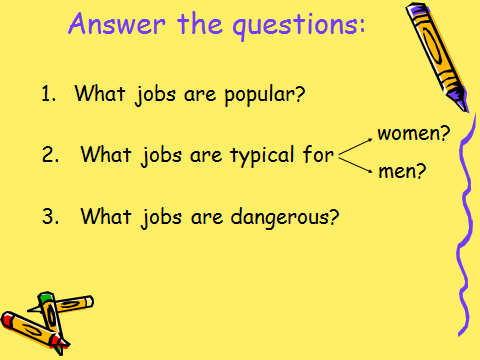 Answer the questions:
1. What jobs are popular?
women?
2. What jobs are typical for
men?
3. What jobs are dangerous?